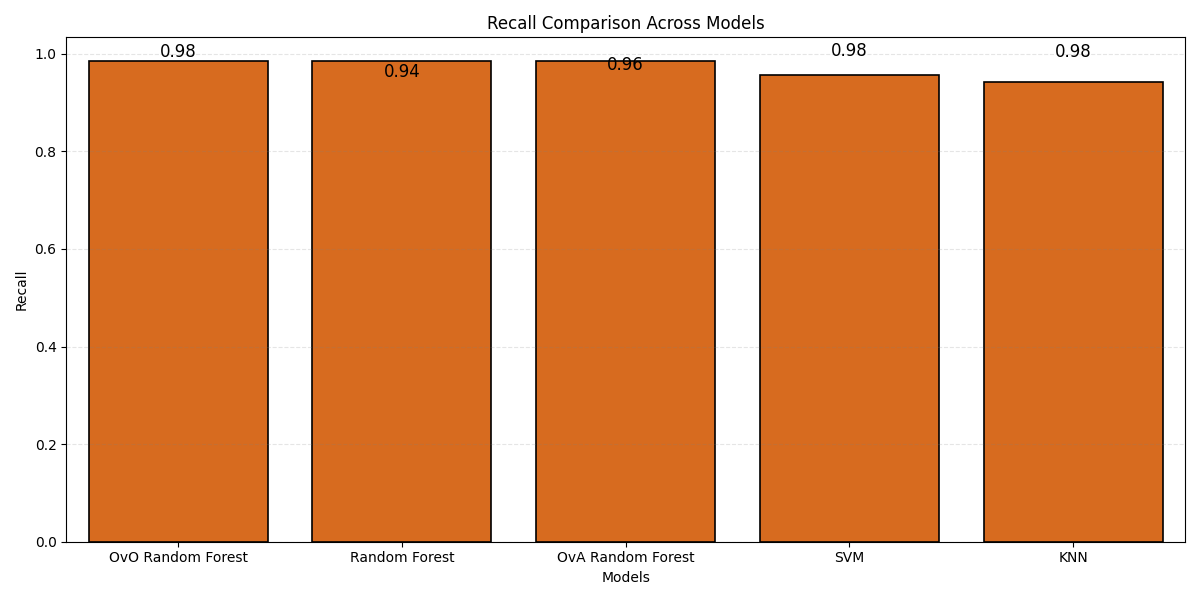 Recall Comparison Across Models
Recall
1.0
0.8
0.6
0.4
0.2
0.0
0.98
0.94
0.96
0.98
0.98
OvO Random Forest
Random Forest
OvA Random Forest
SVM
KNN
Models